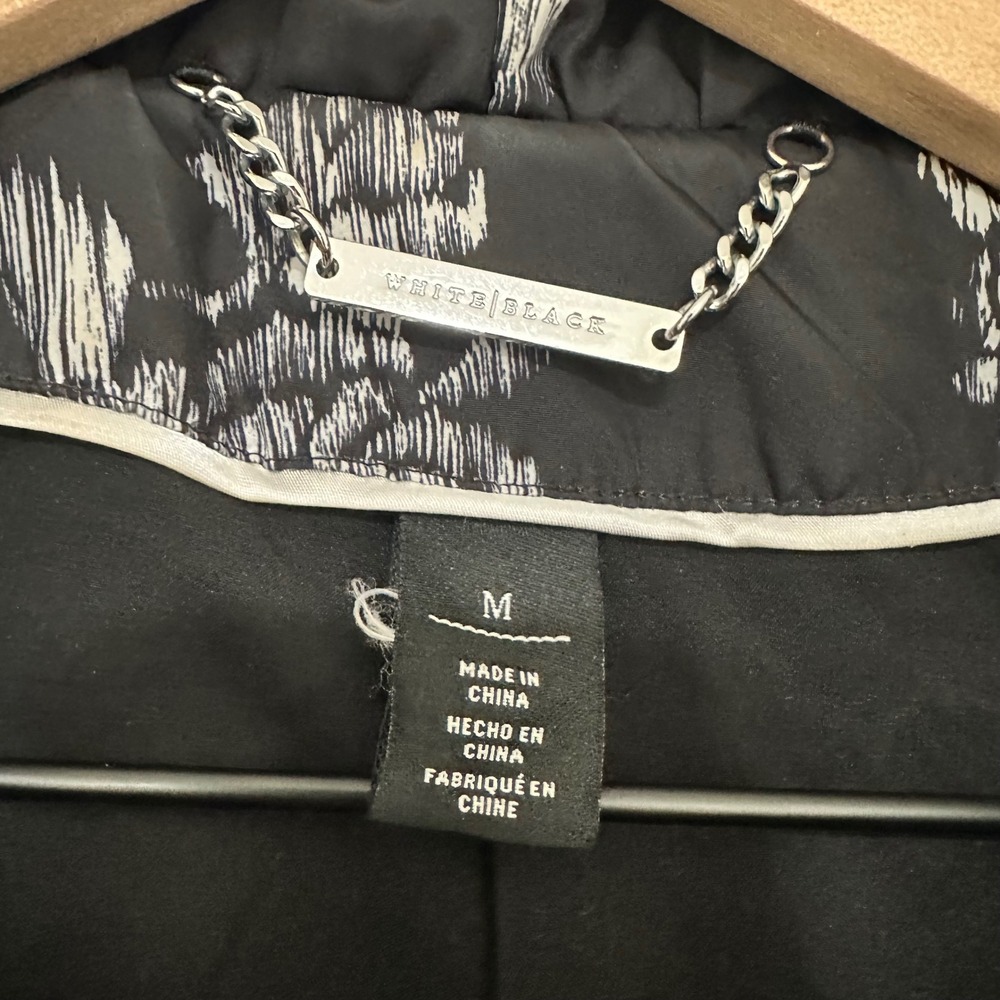 WHITE|BLACK
M
MADE IN
CHINA
HECHO EN
CHINA
FABRIQUÉ EN
CHINE